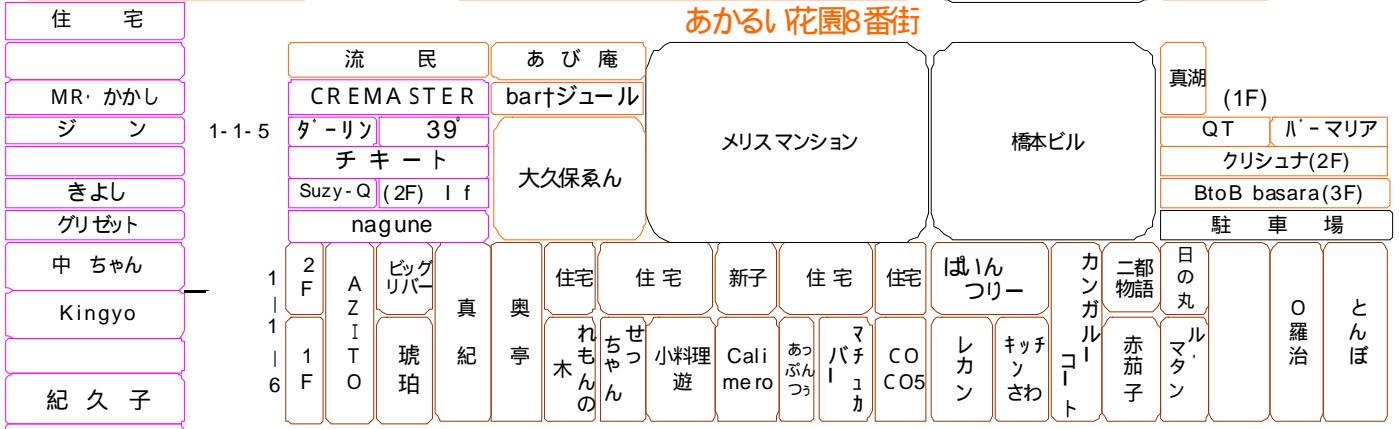 あかるい花園8番街
住 宅
MR・かかし
ジ ン
きよし
グリゼット
中 ちゃん
Kingyo
紀 久 子
1-1-5
流 民
CREMASTER
ダーリン
39°
チ キ ー ト
Suzy-Q
(2F) I f
nagune
あ び 庵
bar†ジュール
大久保ゑん
メリスマンション
橋本ビル
真湖
(1F)
QT
バーマリア
クリシュナ(2F)
BtoB basara(3F)
駐 車 場
1-1-6
2F
1F
AZITO
ビッグ
リバー
琥珀
真紀
奥亭
住宅
れもんの
木
住 宅
せっ
ちゃん
小料理
遊
新子
Cali
mero
住 宅
あっ
ぷん
つぅ
マチュカ
バー
住宅
CO
CO5
ぱいん
つりー
レカン
キッチン
さわ
カンガルー
コート
二都
物語
赤茄子
日の丸
ル・
マタン
O羅治
とんぼ